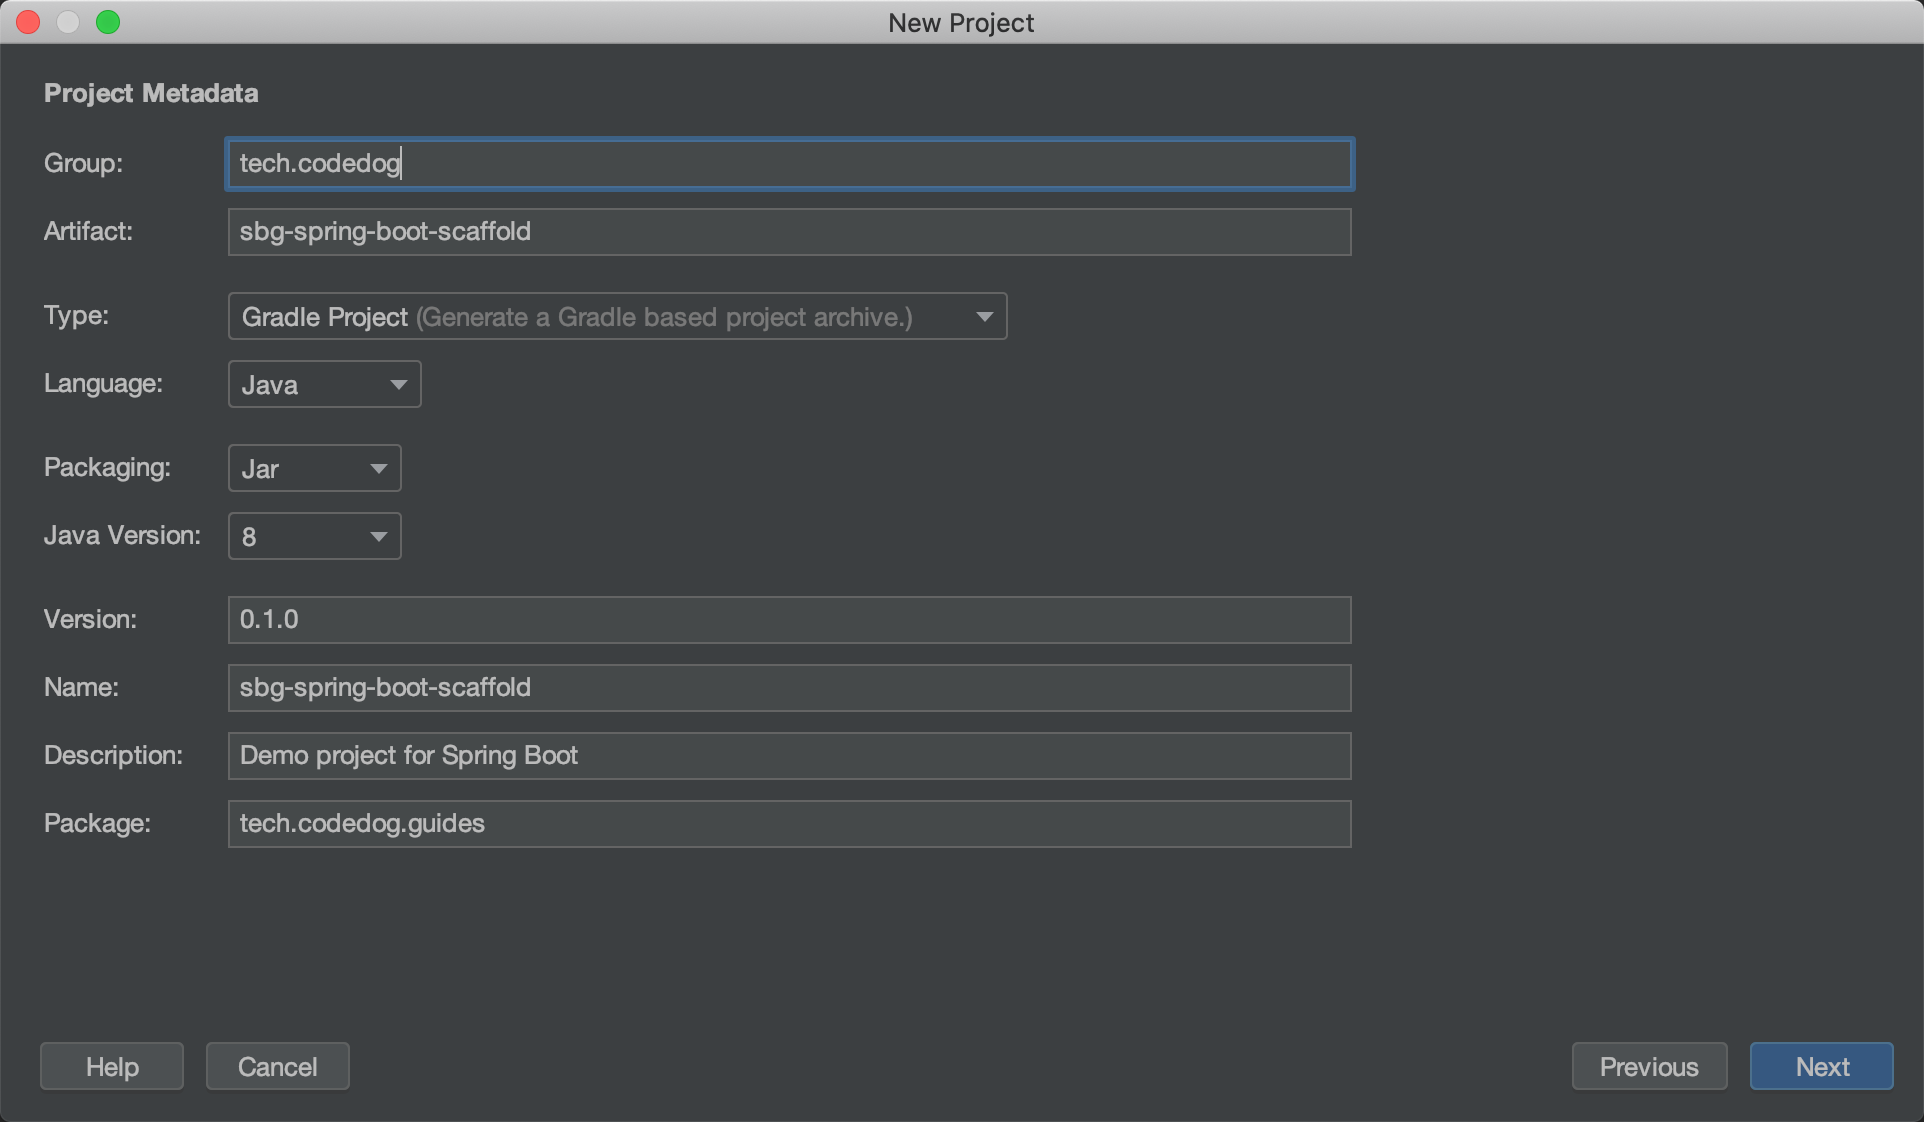 New Project
Project Metadata
Group: tech.codedog
Artifact: sbg-spring-boot-scaffold
Type: Gradle Project (Generate a Gradle based project archive.)
Language: Java
Packaging: Jar
Java Version: 8
Version: 0.1.0
Name: sbg-spring-boot-scaffold
Description: Demo project for Spring Boot
Package: tech.codedog.guides
Help Cancel Previous Next